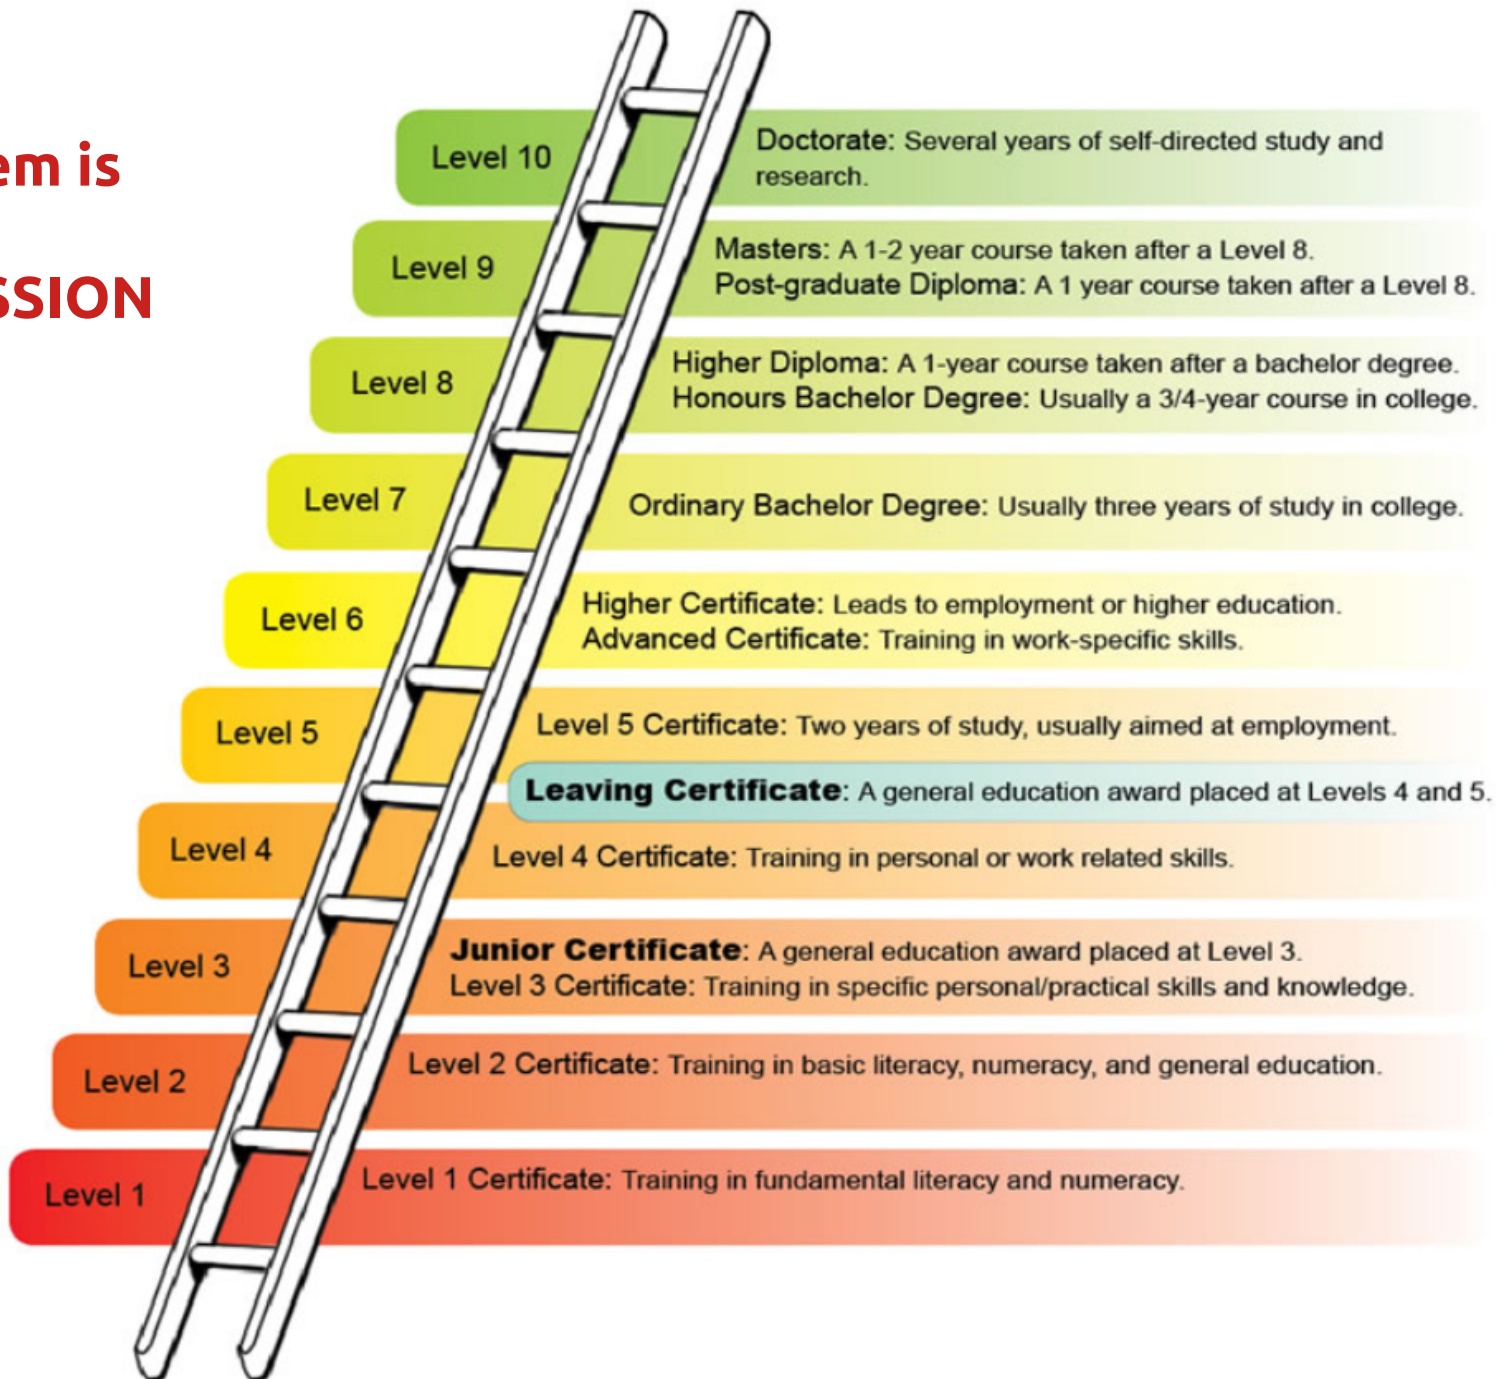 em is
SSION
Level 10
Doctorate: Several years of self-directed study and
research.
Level 9
Masters: A 1-2 year course taken after a Level 8.
Post-graduate Diploma: A 1 year course taken after a Level 8.
Level 8
Higher Diploma: A 1-year course taken after a bachelor degree.
Honours Bachelor Degree: Usually a 3/4-year course in college.
Level 7
Ordinary Bachelor Degree: Usually three years of study in college.
Level 6
Higher Certificate: Leads to employment or higher education.
Advanced Certificate: Training in work-specific skills.
Level 5
Level 5 Certificate: Two years of study, usually aimed at employment.
Leaving Certificate: A general education award placed at Levels 4 and 5.
Level 4
Level 4 Certificate: Training in personal or work related skills.
Level 3
Junior Certificate: A general education award placed at Level 3.
Level 3 Certificate: Training in specific personal/practical skills and knowledge.
Level 2
Level 2 Certificate: Training in basic literacy, numeracy, and general education.
Level 1
Level 1 Certificate: Training in fundamental literacy and numeracy.